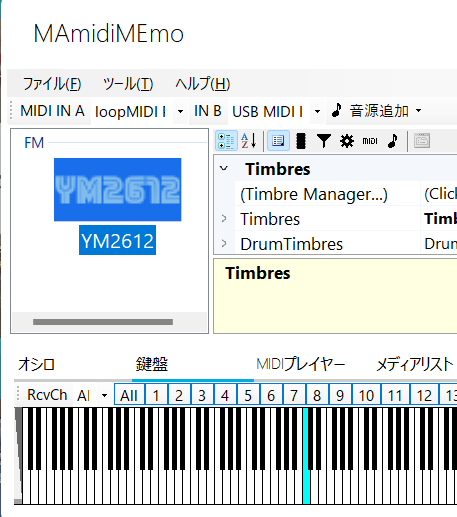 MAmidiMEmo
ファイル(F) ツール(T) ヘルプ(H)
MIDI IN A loopMIDI IN B USB MIDI I 音源追加
FM
YM2612
YM2612
MIDI
Timbres
(Timbre Manager...) (Clic
Timbres Timb
DrumTimbres Drun
Timbres
オシロ 鍵盤 MIDIプレイヤー メディアリスト
RcvCh Al All 1 2 3 4 5 6 7 8 9 10 11 12 13